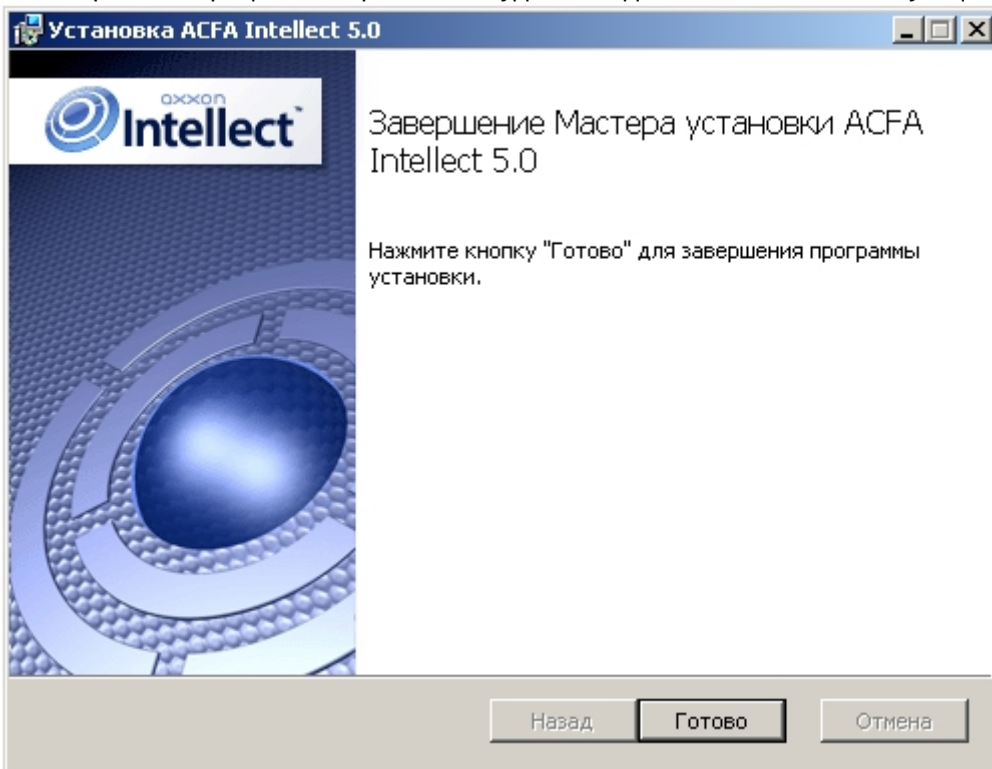 Установка ACFA Intellect 5.0
axxon
Intellect™
Завершение Мастера установки ACFA
Intellect 5.0
Нажмите кнопку "Готово" для завершения программы
установки.
Назад
Готово
Отмена